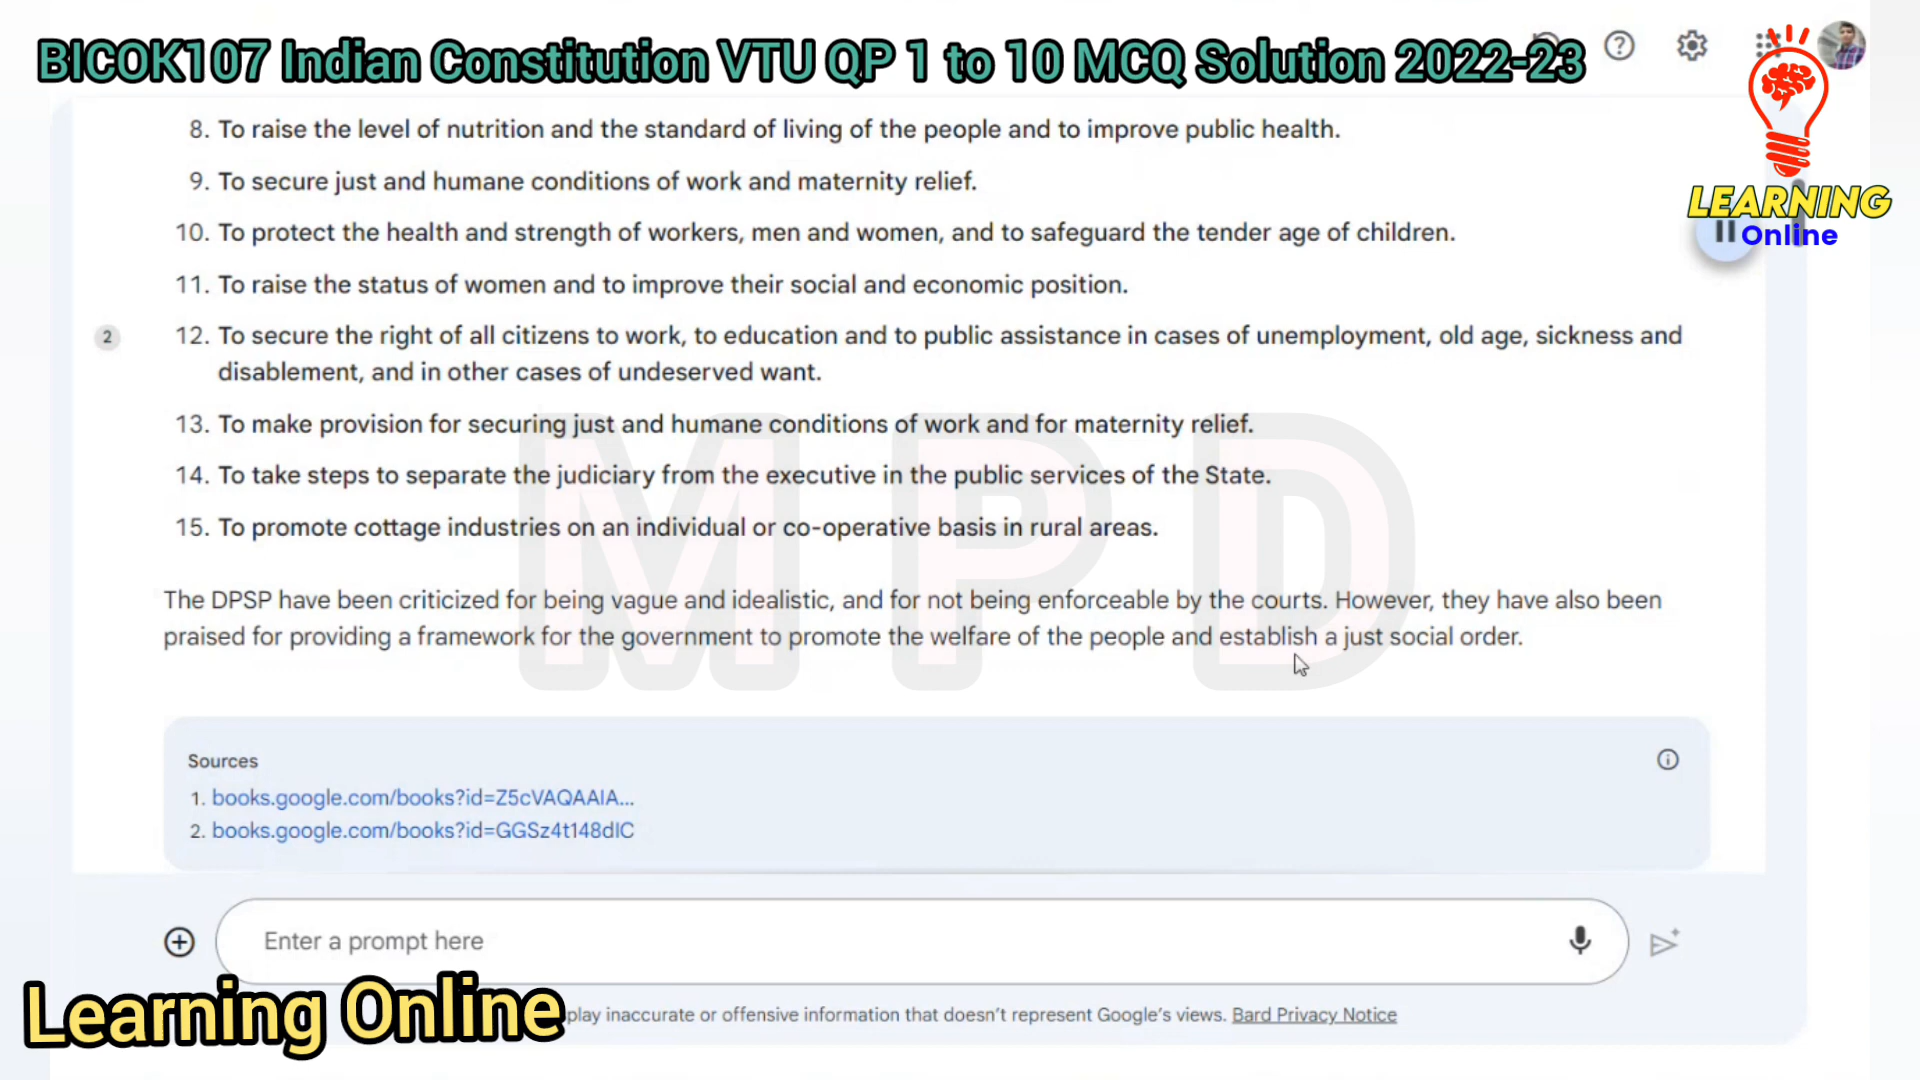 BICOK107 Indian Constitution VTU QP 1 to 10 MCQ Solution 2022-23
8. To raise the level of nutrition and the standard of living of the people and to improve public health.
9. To secure just and humane conditions of work and maternity relief.
LEARNING
Online
10. To protect the health and strength of workers, men and women, and to safeguard the tender age of children.
11. To raise the status of women and to improve their social and economic position.
2
12. To secure the right of all citizens to work, to education and to public assistance in cases of unemployment, old age, sickness and
disablement, and in other cases of undeserved want.
13. To make provision for securing just and humane conditions of work and for maternity relief.
14. To take steps to separate the judiciary from the executive in the public services of the State.
15. To promote cottage industries on an individual or co-operative basis in rural areas.
MPD
The DPSP have been criticized for being vague and idealistic, and for not being enforceable by the courts. However, they have also been
praised for providing a framework for the government to promote the welfare of the people and establish a just social order.
Sources
1. books.google.com/books?id=Z5cVAQAAIA...
2. books.google.com/books?id=GGSz4t148dIC
Enter a prompt here
Learning Online
play inaccurate or offensive information that doesn't represent Google's views. Bard Privacy Notice